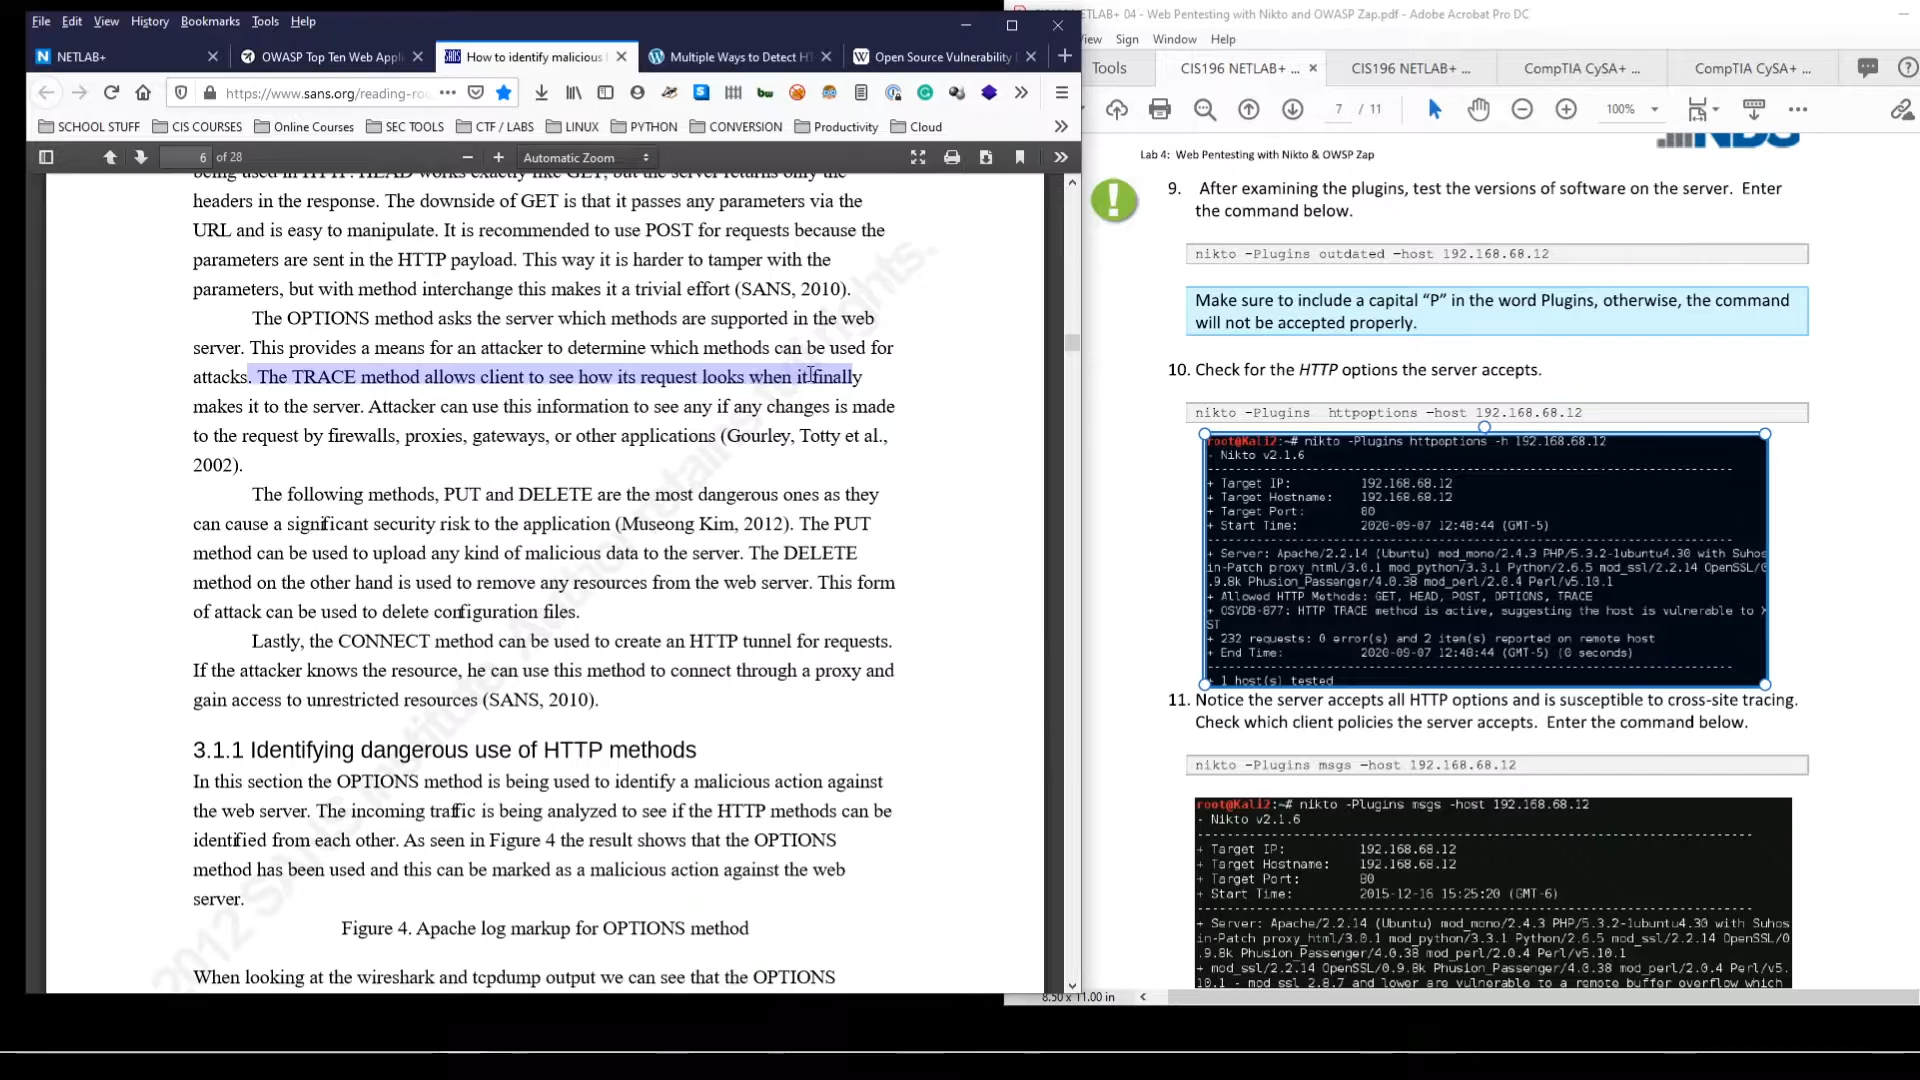 File Edit View History Bookmarks Tools Help
NETLAB+
OWASP Top Ten Web Appl
SANS How to identify malicious
Multiple Ways to Detect HT
W Open Source Vulnerability
https://www.sans.org/reading-ro
SCHOOL STUFF CIS COURSES Online Courses SEC TOOLS CTF / LABS LINUX PYTHON CONVERSION Productivity Cloud
6 of 28
Automatic Zoom
being used in HTTP. HEAD works exactly like GET, but the server returns only the
headers in the response. The downside of GET is that it passes any parameters via the
URL and is easy to manipulate. It is recommended to use POST for requests because the
parameters are sent in the HTTP payload. This way it is harder to tamper with the
parameters, but with method interchange this makes it a trivial effort (SANS, 2010).
The OPTIONS method asks the server which methods are supported in the web
server. This provides a means for an attacker to determine which methods can be used for
attacks. The TRACE method allows client to see how its request looks when it finally
makes it to the server. Attacker can use this information to see any if any changes is made
to the request by firewalls, proxies, gateways, or other applications (Gourley, Totty et al.,
2002).
The following methods, PUT and DELETE are the most dangerous ones as they
can cause a significant security risk to the application (Museong Kim, 2012). The PUT
method can be used to upload any kind of malicious data to the server. The DELETE
method on the other hand is used to remove any resources from the web server. This form
of attack can be used to delete configuration files.
Lastly, the CONNECT method can be used to create an HTTP tunnel for requests.
If the attacker knows the resource, he can use this method to connect through a proxy and
gain access to unrestricted resources (SANS, 2010).
3.1.1 Identifying dangerous use of HTTP methods
In this section the OPTIONS method is being used to identify a malicious action against
the web server. The incoming traffic is being analyzed to see if the HTTP methods can be
identified from each other. As seen in Figure 4 the result shows that the OPTIONS
method has been used and this can be marked as a malicious action against the web
server.
Figure 4. Apache log markup for OPTIONS method
When looking at the wireshark and tcpdump output we can see that the OPTIONS
NETLAB+ 04 - Web Pentesting with Nikto and OWASP Zap.pdf - Adobe Acrobat Pro DC
View Sign Window Help
Tools
CIS196 NETLAB+ ...
CIS196 NETLAB+ ...
CompTIA CySA+ ...
CompTIA CySA+ ...
7 / 11
100%
NDG
Lab 4: Web Pentesting with Nikto & OWSP Zap
9. After examining the plugins, test the versions of software on the server. Enter
the command below.
nikto -Plugins outdated -host 192.168.68.12
Make sure to include a capital “P” in the word Plugins, otherwise, the command
will not be accepted properly.
10. Check for the HTTP options the server accepts.
nikto -Plugins httpoptions -host 192.168.68.12
root@Kali2:~# nikto -Plugins httpoptions -h 192.168.68.12
- Nikto v2.1.6
---------------------------------------------------------------------------
+ Target IP: 192.168.68.12
+ Target Hostname: 192.168.68.12
+ Target Port: 80
+ Start Time: 2020-09-07 12:48:44 (GMT-5)
---------------------------------------------------------------------------
+ Server: Apache/2.2.14 (Ubuntu) mod_mono/2.4.3 PHP/5.3.2-1ubuntu4.30 with Suhos
in-Patch proxy_html/3.0.1 mod_python/3.3.1 Python/2.6.5 mod_ssl/2.2.14 OpenSSL/0
.9.8k Phusion_Passenger/4.0.38 mod_perl/2.0.4 Perl/v5.10.1
+ Allowed HTTP Methods: GET, HEAD, POST, OPTIONS, TRACE
+ OSVDB-877: HTTP TRACE method is active, suggesting the host is vulnerable to X
ST
+ 232 requests: 0 error(s) and 2 item(s) reported on remote host
+ End Time: 2020-09-07 12:48:44 (GMT-5) (0 seconds)
---------------------------------------------------------------------------
+ 1 host(s) tested
11. Notice the server accepts all HTTP options and is susceptible to cross-site tracing.
Check which client policies the server accepts. Enter the command below.
nikto -Plugins msgs -host 192.168.68.12
root@Kali2:~# nikto -Plugins msgs -host 192.168.68.12
- Nikto v2.1.6
---------------------------------------------------------------------------
+ Target IP: 192.168.68.12
+ Target Hostname: 192.168.68.12
+ Target Port: 80
+ Start Time: 2015-12-16 15:25:20 (GMT-6)
---------------------------------------------------------------------------
+ Server: Apache/2.2.14 (Ubuntu) mod_mono/2.4.3 PHP/5.3.2-1ubuntu4.30 with Suhos
in-Patch proxy_html/3.0.1 mod_python/3.3.1 Python/2.6.5 mod_ssl/2.2.14 OpenSSL/0
.9.8k Phusion_Passenger/4.0.38 mod_perl/2.0.4 Perl/v5.10.1
+ mod_ssl/2.2.14 OpenSSL/0.9.8k Phusion_Passenger/4.0.38 mod_perl/2.0.4 Perl/v5.
10.1 - mod_ssl 2.8.7 and lower are vulnerable to a remote buffer overflow which
8.50 x 11.00 in